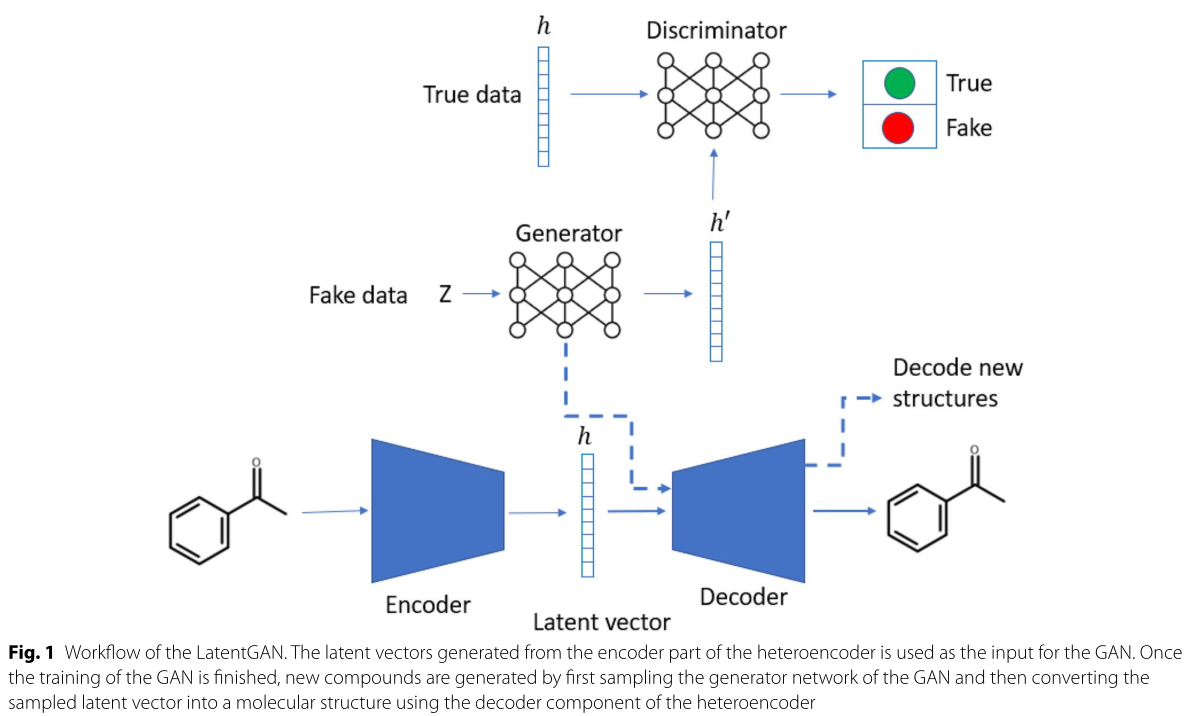 h
Discriminator
True data
True
Fake
h′
Generator
Fake data Z
Decode new
structures
h
O
O
Encoder
Decoder
Latent vector
Fig. 1 Workflow of the LatentGAN. The latent vectors generated from the encoder part of the heteroencoder is used as the input for the GAN. Once
the training of the GAN is finished, new compounds are generated by first sampling the generator network of the GAN and then converting the
sampled latent vector into a molecular structure using the decoder component of the heteroencoder